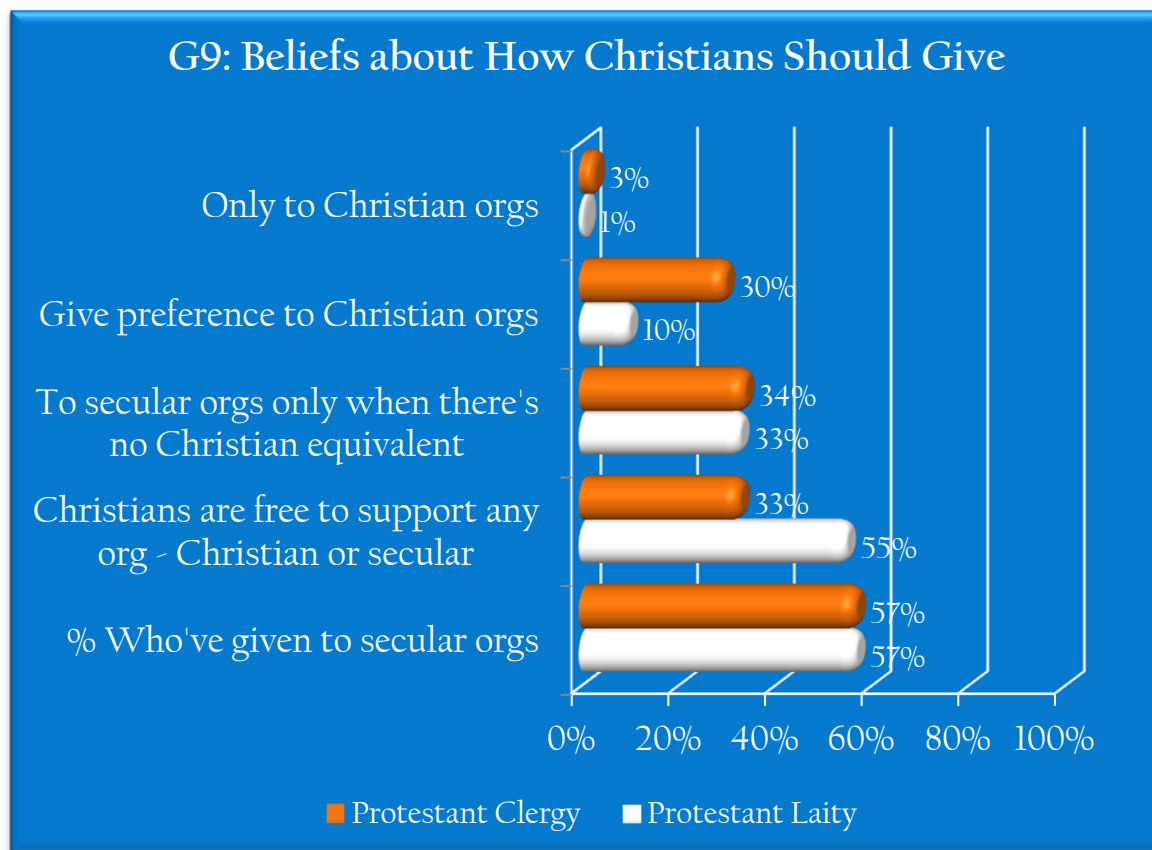 G9: Beliefs about How Christians Should Give
Only to Christian orgs
3%
1%
Give preference to Christian orgs
30%
10%
To secular orgs only when there's
no Christian equivalent
34%
33%
Christians are free to support any
org - Christian or secular
33%
55%
% Who've given to secular orgs
57%
57%
0% 20% 40% 60% 80% 100%
Protestant Clergy Protestant Laity